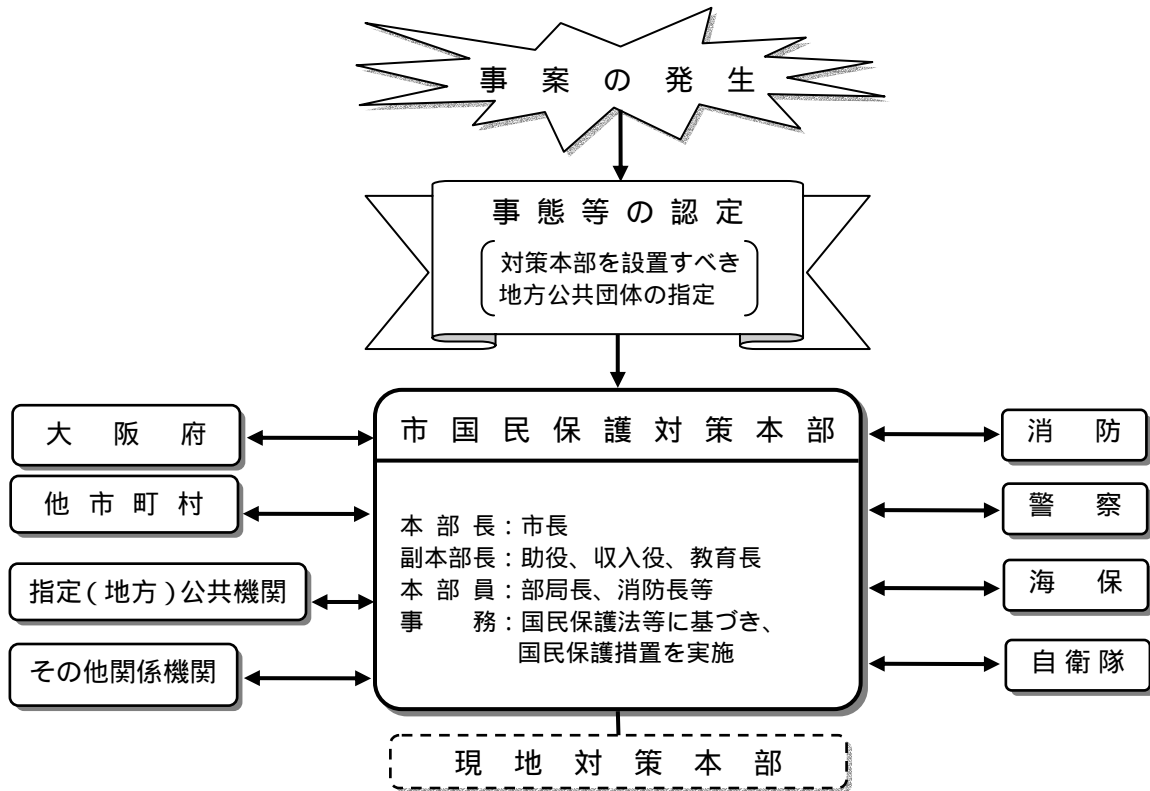 事案の発生
事態等の認定
対策本部を設置すべき
地方公共団体の指定
市国民保護対策本部
本部長：市長
副本部長：助役、収入役、教育長
本部員：部局長、消防長等
事務：国民保護法等に基づき、
国民保護措置を実施
大阪府
他市町村
指定(地方)公共機関
その他関係機関
消防
警察
海保
自衛隊
現地対策本部